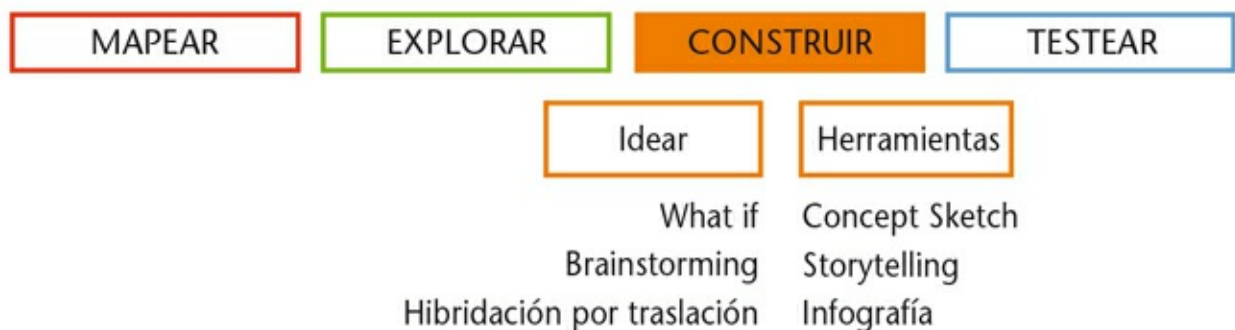 MAPEAR EXPLORAR CONSTRUIR TESTEAR
Idear Herramientas
What if Concept Sketch
Brainstorming Storytelling
Hibridación por traslación Infografía